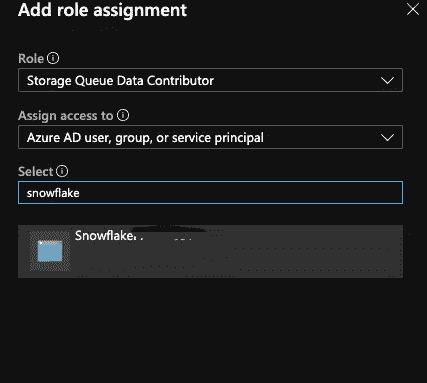 Add role assignment
Role
Storage Queue Data Contributor
Assign access to
Azure AD user, group, or service principal
Select
snowflake
Snowflake